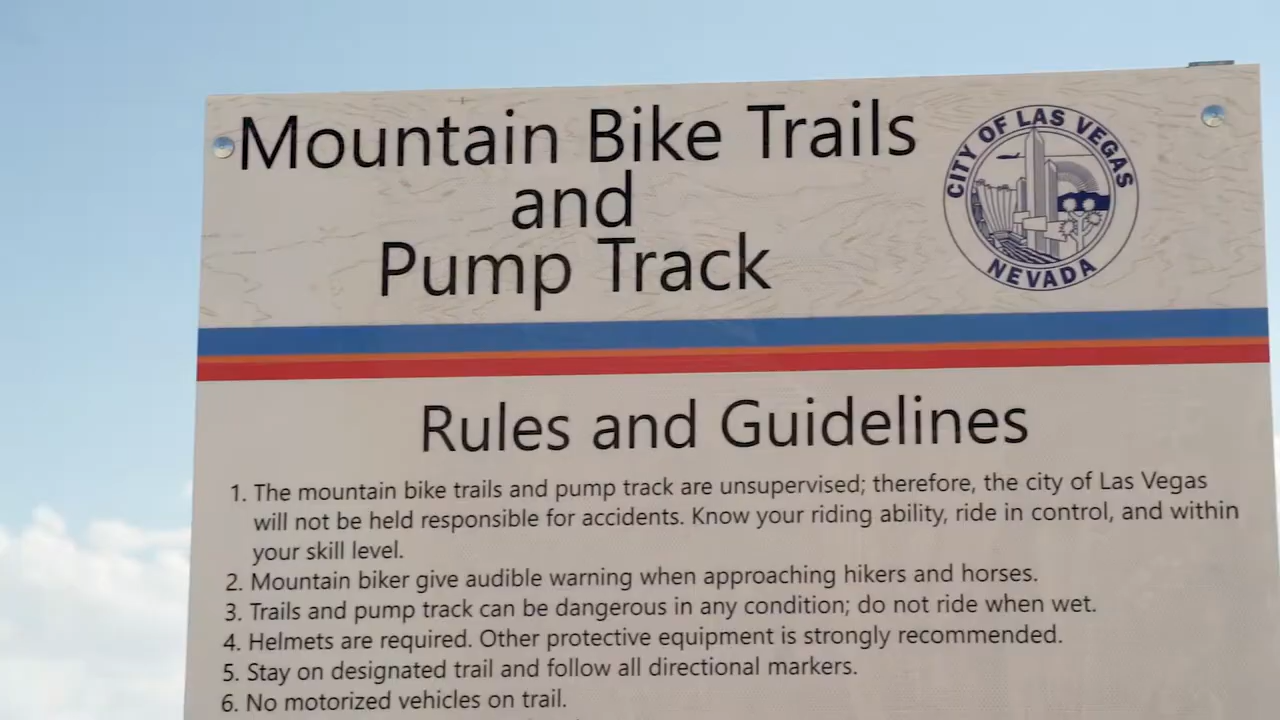 Mountain Bike Trails
and
Pump Track
CITY OF LAS VEGAS
NEVADA
Rules and Guidelines
1. The mountain bike trails and pump track are unsupervised; therefore, the city of Las Vegas
will not be held responsible for accidents. Know your riding ability, ride in control, and within
your skill level.
2. Mountain biker give audible warning when approaching hikers and horses.
3. Trails and pump track can be dangerous in any condition; do not ride when wet.
4. Helmets are required. Other protective equipment is strongly recommended.
5. Stay on designated trail and follow all directional markers.
6. No motorized vehicles on trail.